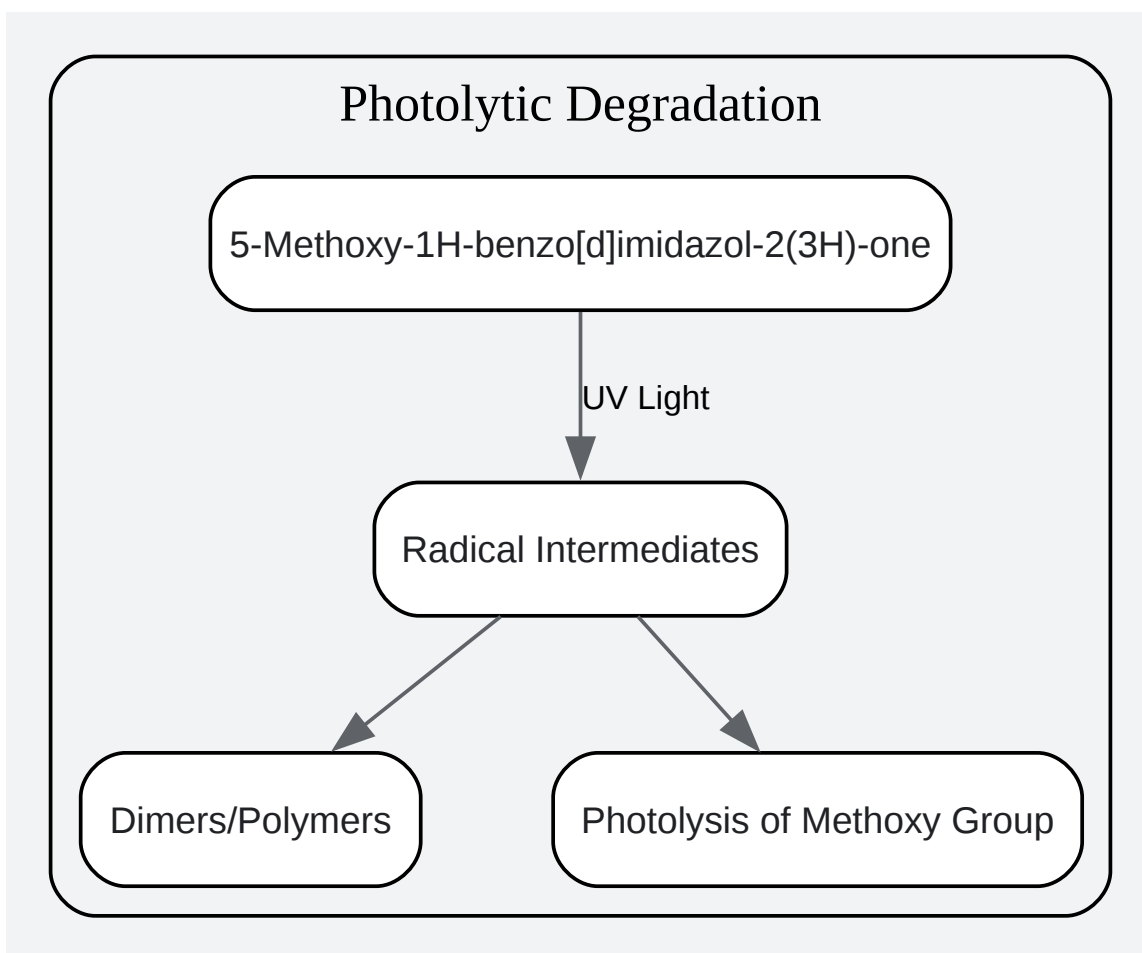 Photolytic Degradation
5-Methoxy-1H-benzo[d]imidazol-2(3H)-one
UV Light
Radical Intermediates
Dimers/Polymers
Photolysis of Methoxy Group